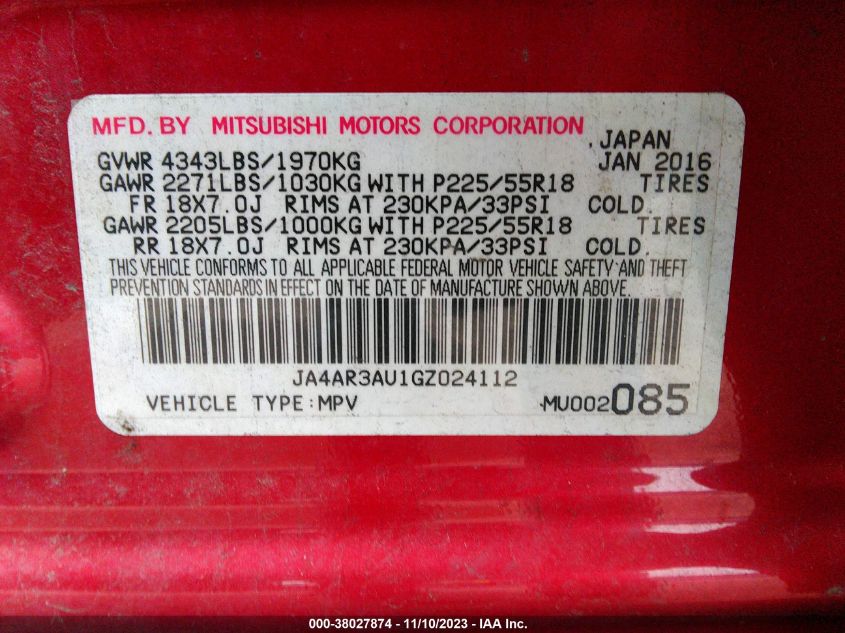 MFD. BY MITSUBISHI MOTORS CORPORATION
JAPAN
GVWR 4343LBS/1970KG JAN 2016
GAWR 2271LBS/1030KG WITH P225/55R18 TIRES
FR 18X7.0J RIMS AT 230KPA/33PSI COLD.
GAWR 2205LBS/1000KG WITH P225/55R18 TIRES
RR 18X7.0J RIMS AT 230KPA/33PSI COLD.
THIS VEHICLE CONFORMS TO ALL APPLICABLE FEDERAL MOTOR VEHICLE SAFETY AND THEFT
PREVENTION STANDARDS IN EFFECT ON THE DATE OF MANUFACTURE SHOWN ABOVE.
JA4AR3AU1GZ024112
VEHICLE TYPE:MPV MU002085
000-38027874 - 11/10/2023 - IAA Inc.